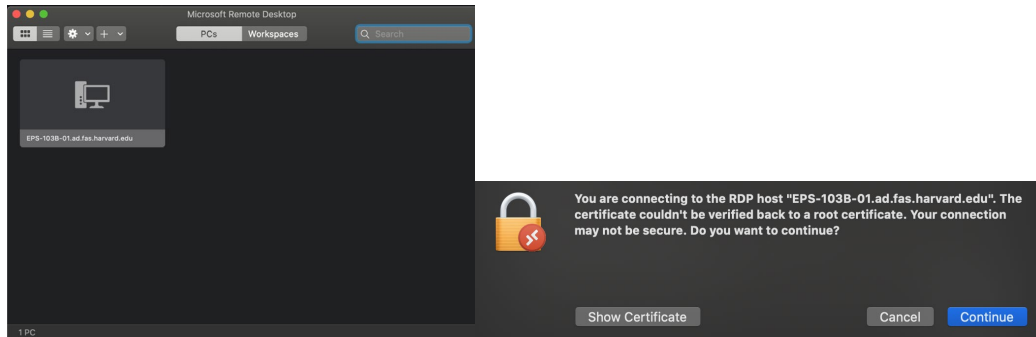 Microsoft Remote Desktop
PCs Workspaces Search
EPS-103B-01.ad.fas.harvard.edu
1 PC
You are connecting to the RDP host "EPS-103B-01.ad.fas.harvard.edu". The
certificate couldn't be verified back to a root certificate. Your connection
may not be secure. Do you want to continue?
Show Certificate Cancel Continue